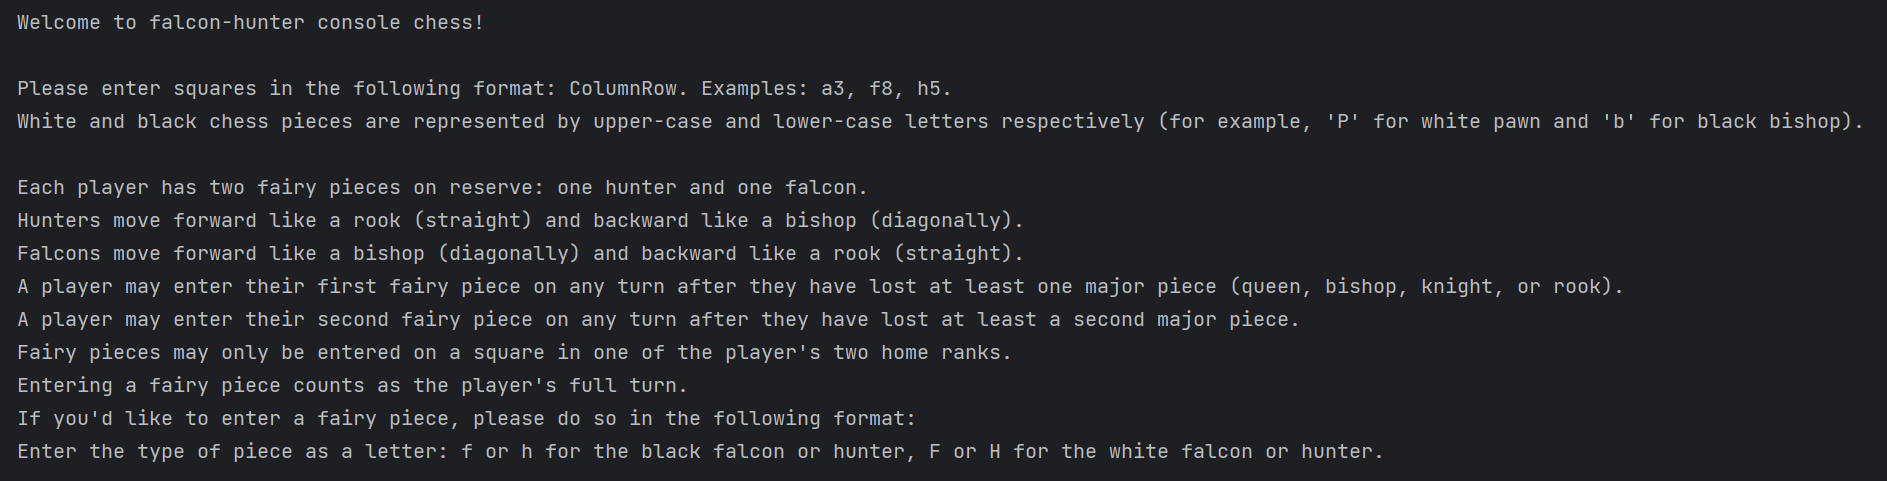 Welcome to falcon-hunter console chess!
Please enter squares in the following format: ColumnRow. Examples: a3, f8, h5.
White and black chess pieces are represented by upper-case and lower-case letters respectively (for example, 'P' for white pawn and 'b' for black bishop).
Each player has two fairy pieces on reserve: one hunter and one falcon.
Hunters move forward like a rook (straight) and backward like a bishop (diagonally).
Falcons move forward like a bishop (diagonally) and backward like a rook (straight).
A player may enter their first fairy piece on any turn after they have lost at least one major piece (queen, bishop, knight, or rook).
A player may enter their second fairy piece on any turn after they have lost at least a second major piece.
Fairy pieces may only be entered on a square in one of the player's two home ranks.
Entering a fairy piece counts as the player's full turn.
If you'd like to enter a fairy piece, please do so in the following format:
Enter the type of piece as a letter: f or h for the black falcon or hunter, F or H for the white falcon or hunter.